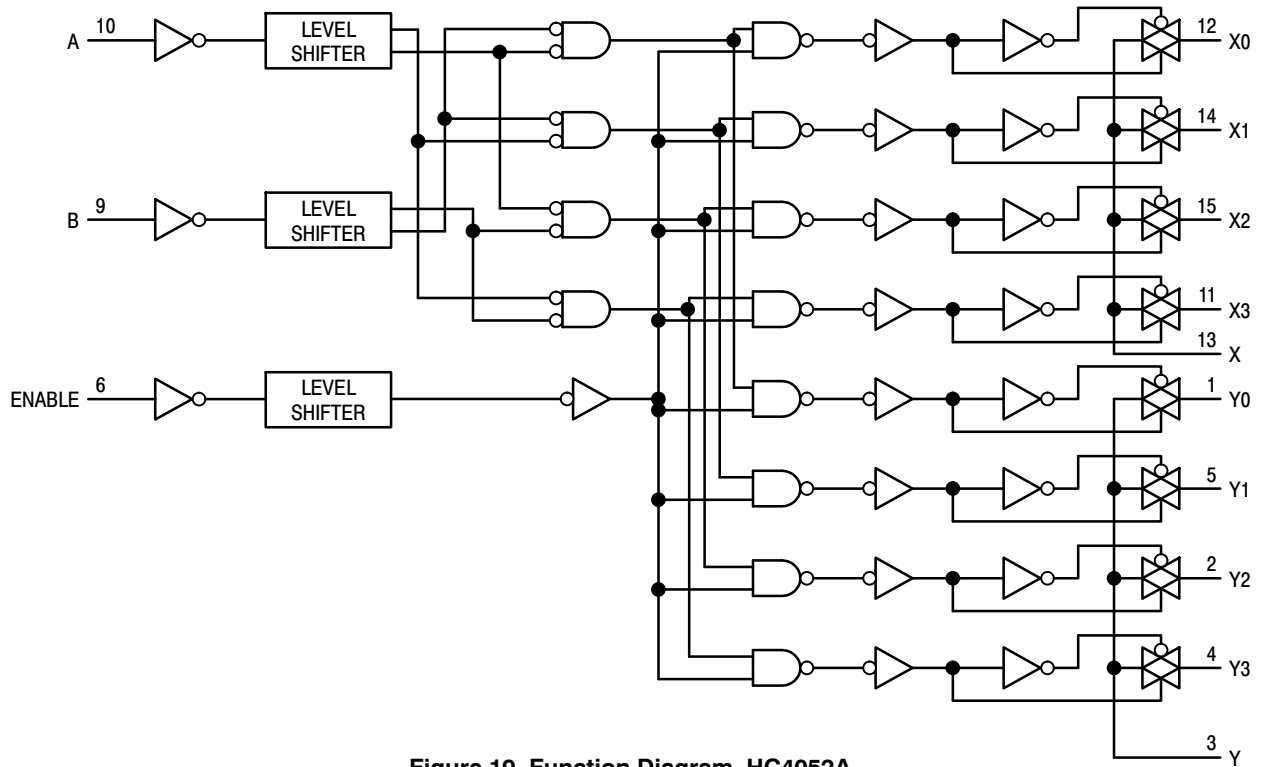 A
10
LEVEL
SHIFTER
12
X0
14
X1
B
9
LEVEL
SHIFTER
15
X2
11
X3
13
X
ENABLE
6
LEVEL
SHIFTER
1
Y0
5
Y1
2
Y2
4
Y3
3
Y
Figure 19. Function Diagram, HC4052A